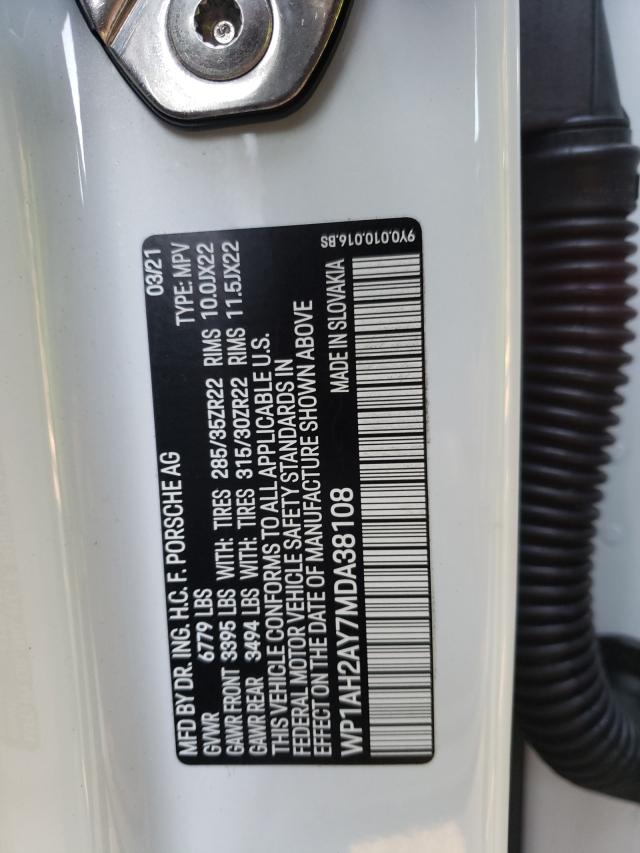 MFD BY DR. ING. H.C. F. PORSCHE AG 03/21
GVWR 6779 LBS TYPE: MPV
GAWR FRONT 3395 LBS WITH: TIRES 285/35ZR22 RIMS 10.0JX22
GAWR REAR 3494 LBS WITH: TIRES 315/30ZR22 RIMS 11.5JX22
THIS VEHICLE CONFORMS TO ALL APPLICABLE U.S.
FEDERAL MOTOR VEHICLE SAFETY STANDARDS IN
EFFECT ON THE DATE OF MANUFACTURE SHOWN ABOVE
9Y0.010.016.BS
WP1AH2AY7MDA38108 MADE IN SLOVAKIA